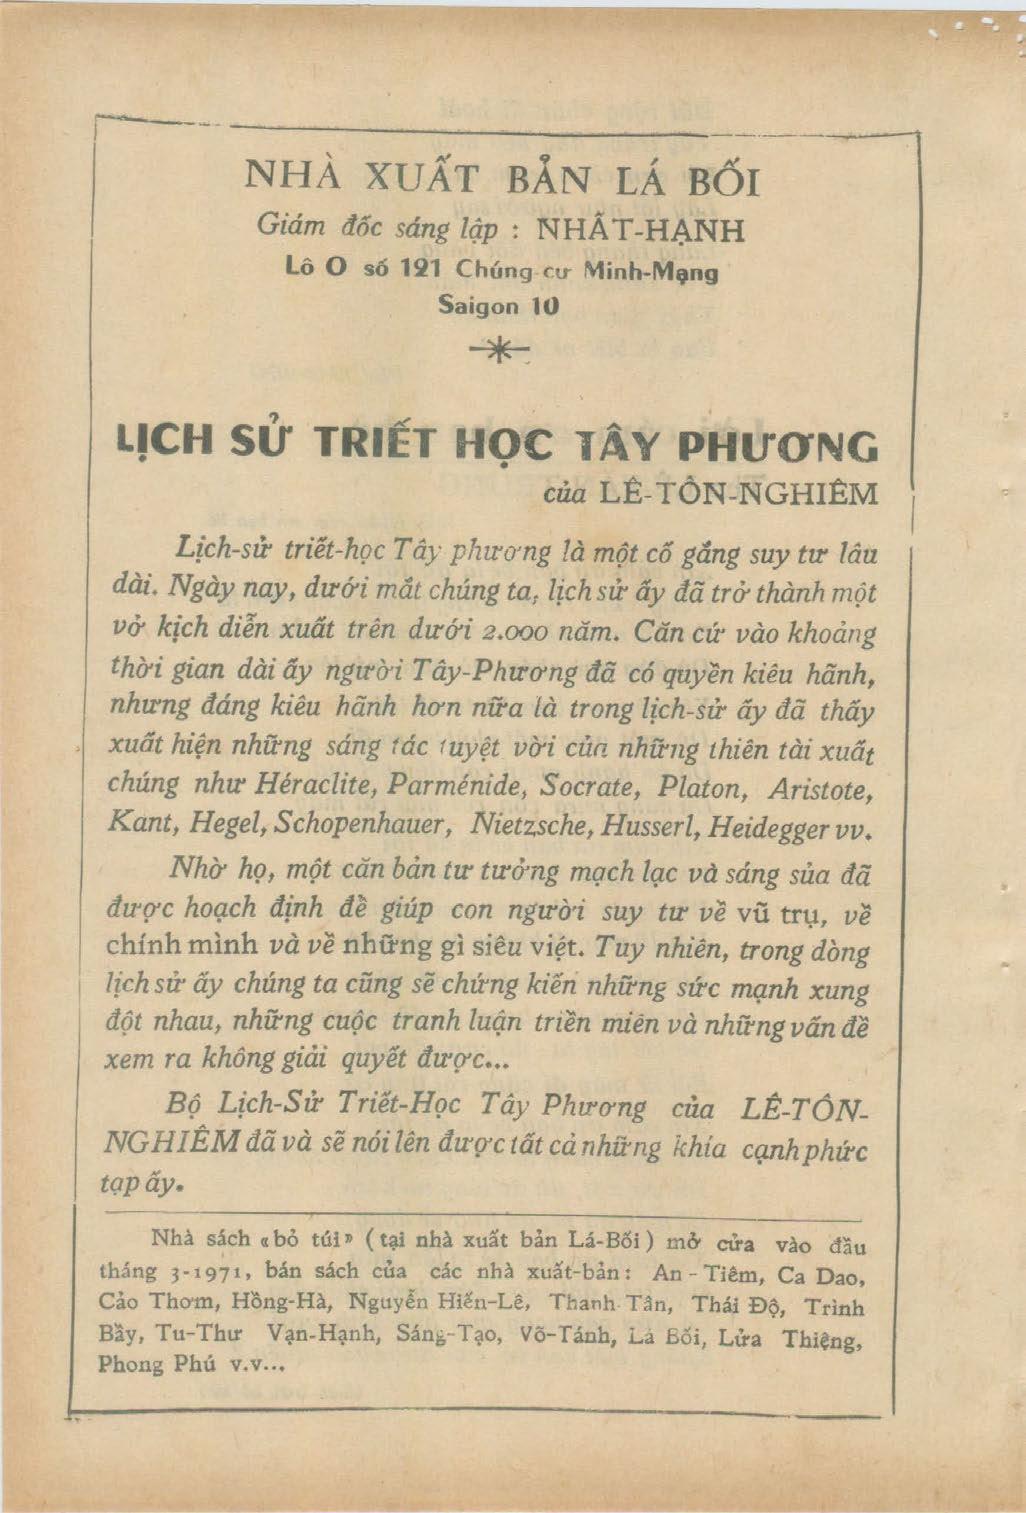 NHÀ XUẤT BẢN LÁ BỐI
Giám đốc sáng lập : NHẤT-HẠNH
Lô O số 121 Chúng cư Minh-Mạng
Saigon 10
LỊCH SỬ TRIẾT HỌC TÂY PHƯƠNG
của LÊ-TÔN-NGHIÊM
Lịch-sử triết-học Tây phương là một cố gắng suy tư lâu
dài. Ngày nay, dưới mắt chúng ta, lịch sử ấy đã trở thành một
vở kịch diễn xuất trên dưới 2.000 năm. Căn cứ vào khoảng
thời gian dài ấy người Tây-Phương đã có quyền kiêu hãnh,
nhưng đáng kiêu hãnh hơn nữa là trong lịch-sử ấy đã thấy
xuất hiện những sáng tác tuyệt vời của những thiên tài xuất
chúng như Héraclite, Parménide, Socrate, Platon, Aristote,
Kant, Hegel, Schopenhauer, Nietzsche, Husserl, Heidegger vv.
Nhờ họ, một căn bản tư tưởng mạch lạc và sáng sủa đã
được hoạch định để giúp con người suy tư về vũ trụ, về
chính mình và về những gì siêu việt. Tuy nhiên, trong dòng
lịch sử ấy chúng ta cũng sẽ chứng kiến những sức mạnh xung
đột nhau, những cuộc tranh luận triền miên và những vấn đề
xem ra không giải quyết được...
Bộ Lịch-Sử Triết-Học Tây Phương của LÊ-TÔN-
NGHIÊM đã và sẽ nói lên được tất cả những khía cạnh phức
tạp ấy.
Nhà sách «bỏ túi» (tại nhà xuất bản Lá-Bối) mở cửa vào đầu
tháng 3-1971, bán sách của các nhà xuất-bản: An-Tiêm, Ca Dao,
Cảo Thơm, Hồng-Hà, Nguyễn Hiến-Lê, Thanh-Tân, Thái Độ, Trình
Bầy, Tu-Thư Vạn-Hạnh, Sáng-Tạo, Võ-Tánh, Lá Bối, Lửa Thiệng,
Phong Phú v.v...